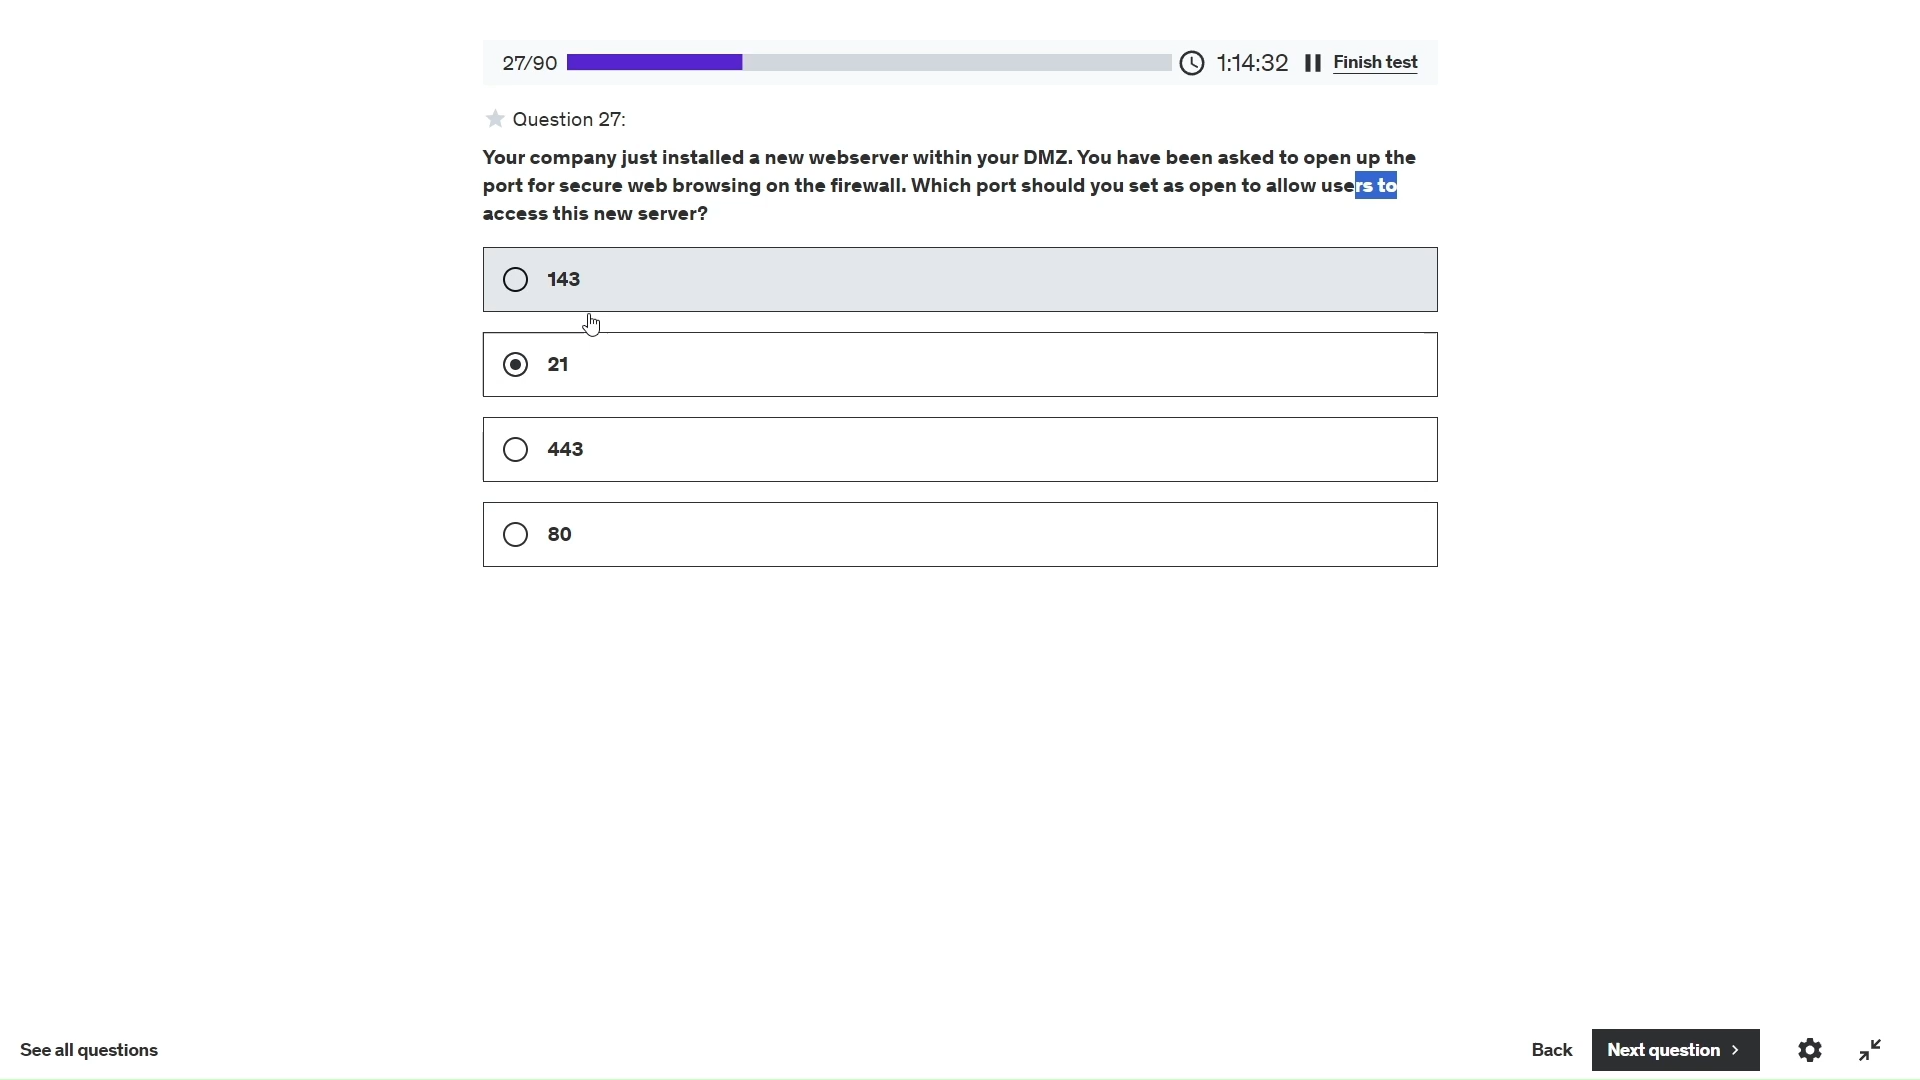 27/90
1:14:32
Finish test
Question 27:
Your company just installed a new webserver within your DMZ. You have been asked to open up the
port for secure web browsing on the firewall. Which port should you set as open to allow users to
access this new server?
143
21
443
80
See all questions
Back
Next question